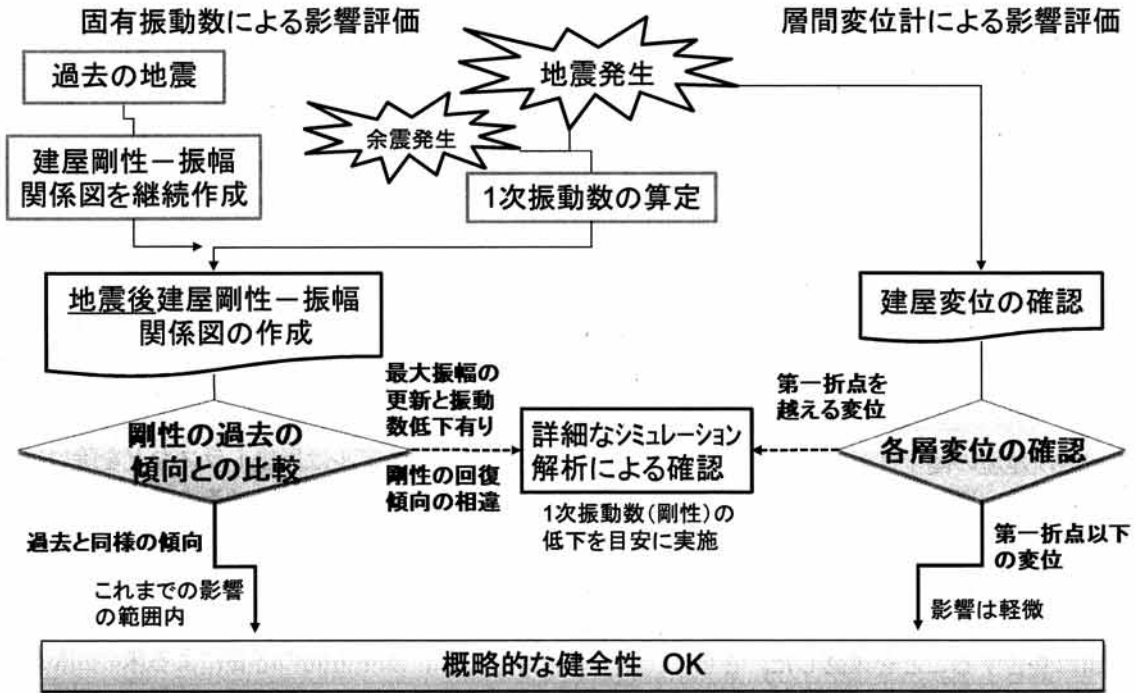 固有振動数による影響評価
層間変位計による影響評価
過去の地震
地震発生
余震発生
建屋剛性－振幅
関係図を継続作成
1次振動数の算定
地震後建屋剛性－振幅
関係図の作成
建屋変位の確認
最大振幅の
更新と振動
数低下有り
第一折点を
越える変位
剛性の過去の
傾向との比較
詳細なシミュレーション
解析による確認
各層変位の確認
剛性の回復
傾向の相違
1次振動数（剛性）の
低下を目安に実施
過去と同様の傾向
第一折点以下
の変位
これまでの影響
の範囲内
影響は軽微
概略的な健全性 OK